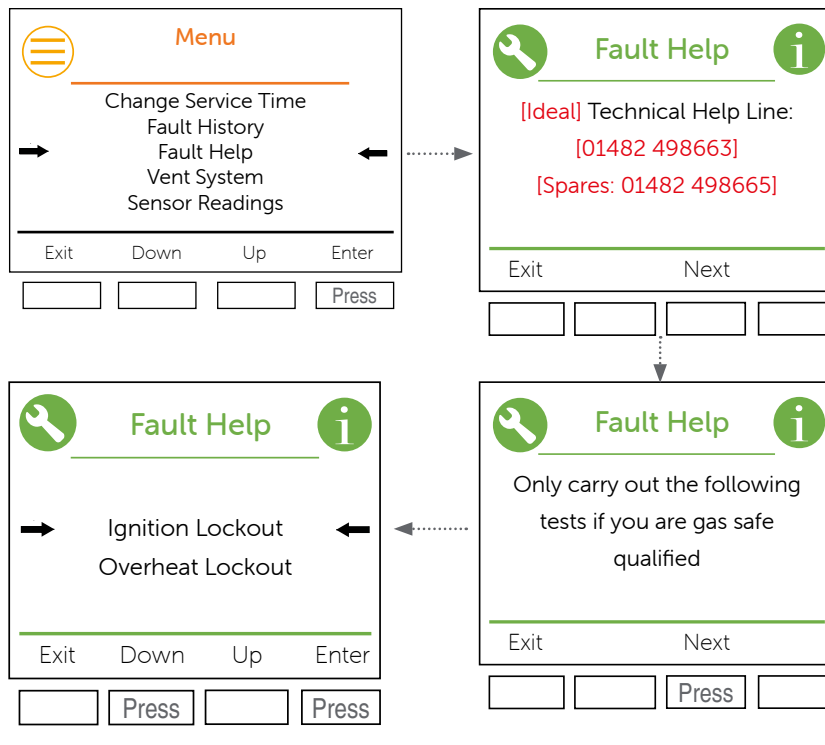 Menu
Change Service Time
Fault History
Fault Help
Vent System
Sensor Readings
Exit Down Up Enter
Press
Fault Help
i
[Ideal] Technical Help Line:
[01482 498663]
[Spares: 01482 498665]
Exit Next
Fault Help
i
Only carry out the following
tests if you are gas safe
qualified
Exit Next
Press
Fault Help
i
Ignition Lockout
Overheat Lockout
Exit Down Up Enter
Press Press